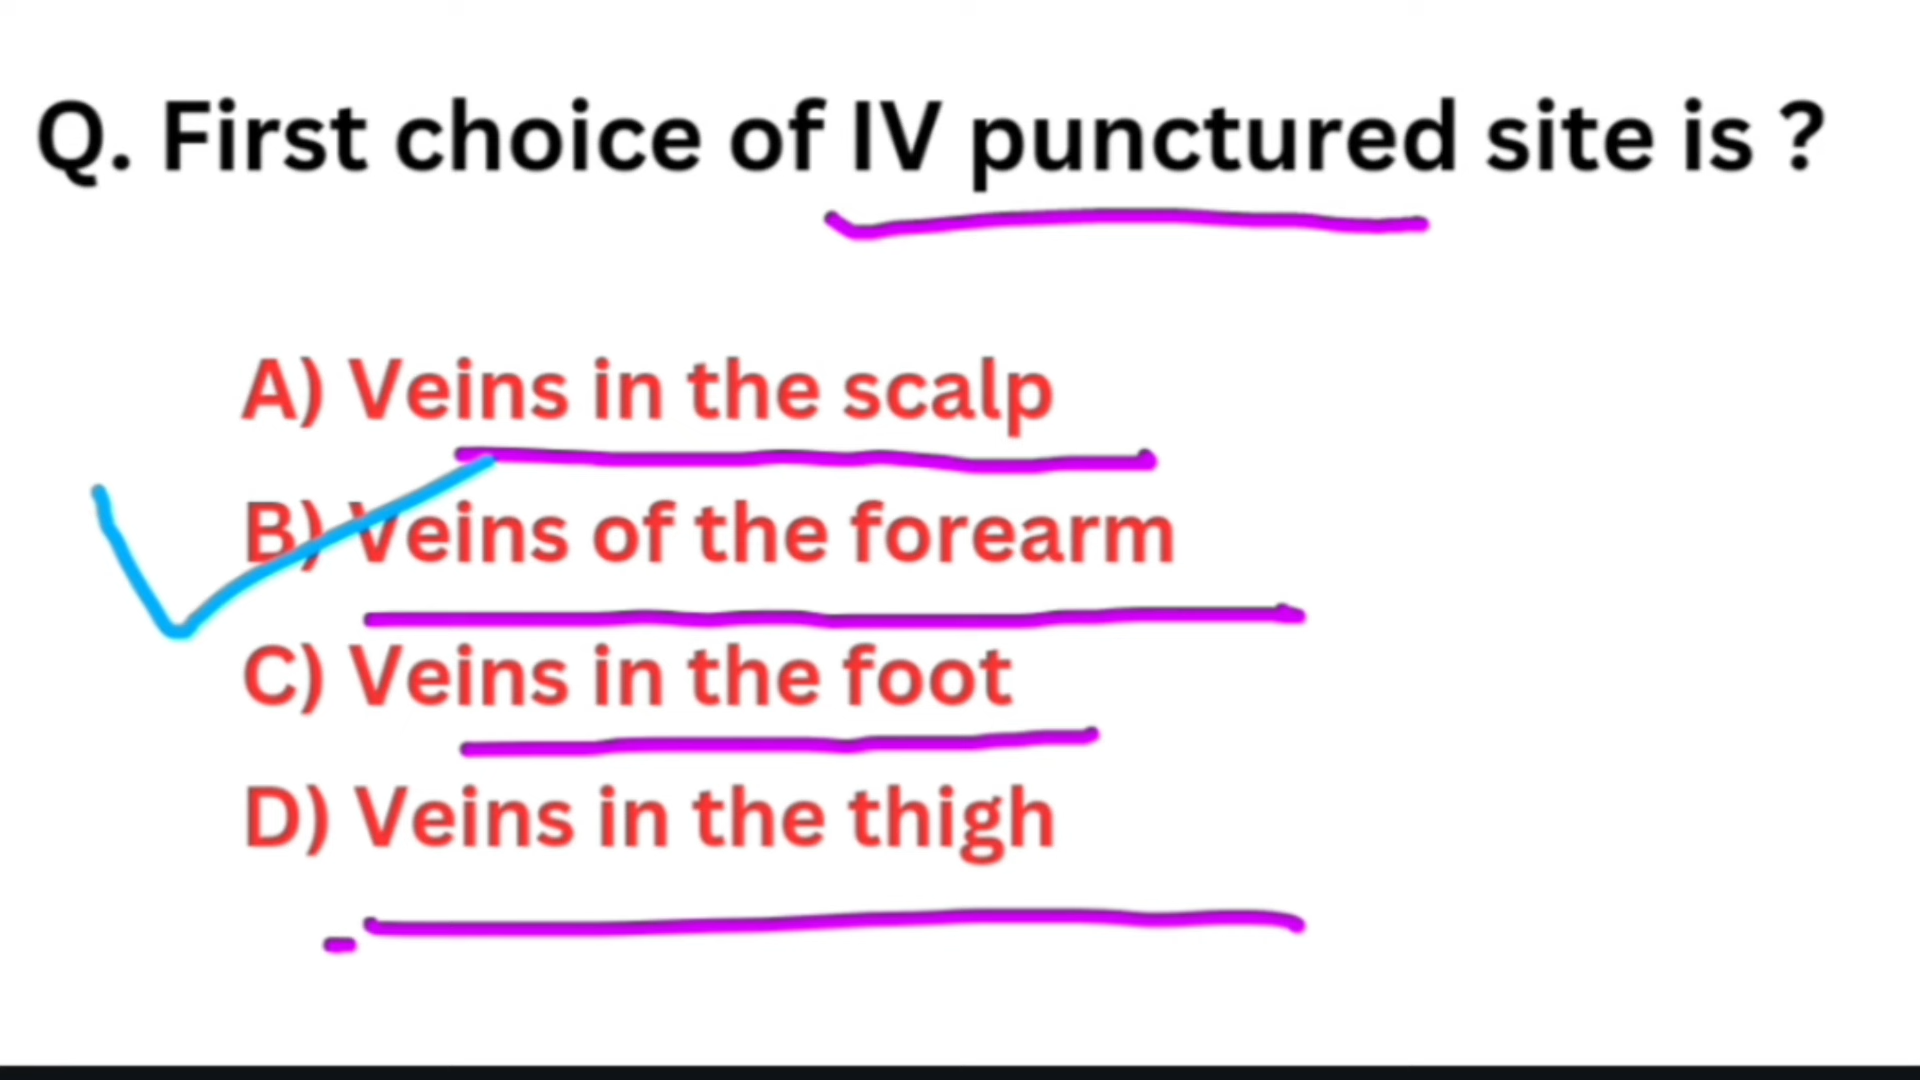 Q. First choice of IV punctured site is ?
A) Veins in the scalp
B) Veins of the forearm
C) Veins in the foot
D) Veins in the thigh